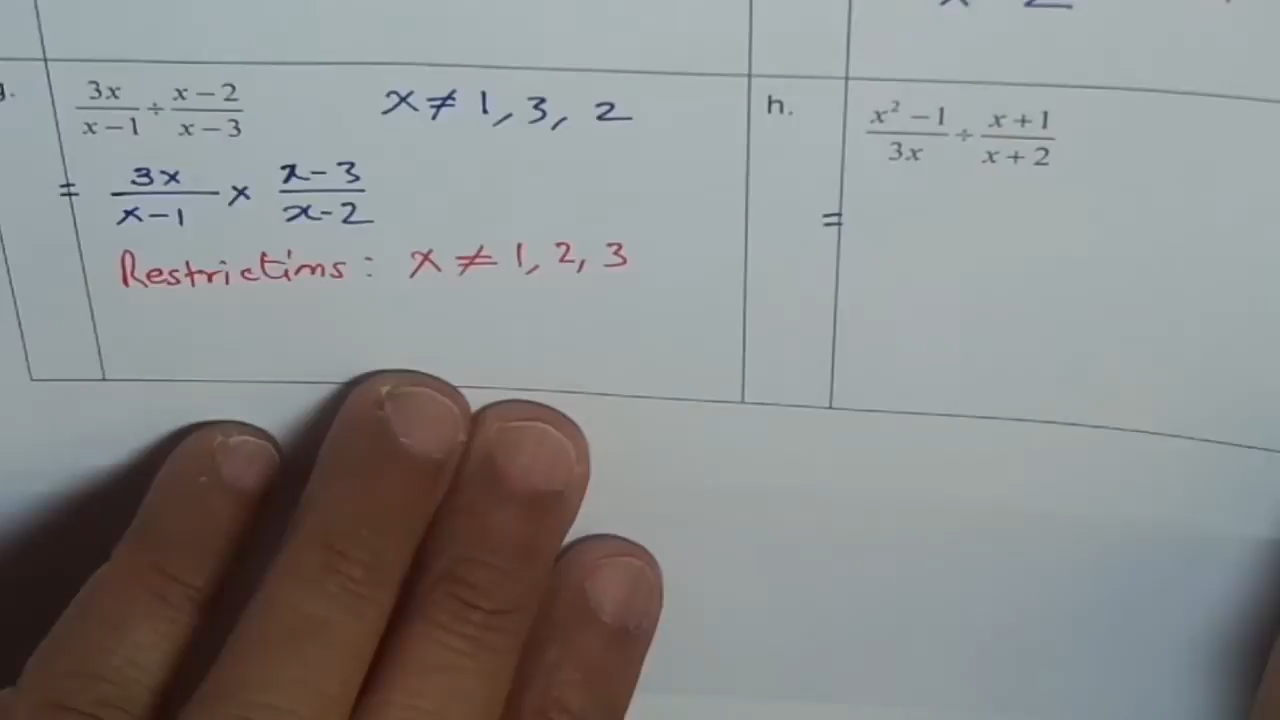 g.
3x/(x−1) ÷ (x−2)/(x−3)
x ≠ 1, 3, 2
= 3x/(x−1) × (x−3)/(x−2)
Restrictims: x ≠ 1, 2, 3
h.
(x² −1)/3x ÷ (x+1)/(x+2)
=